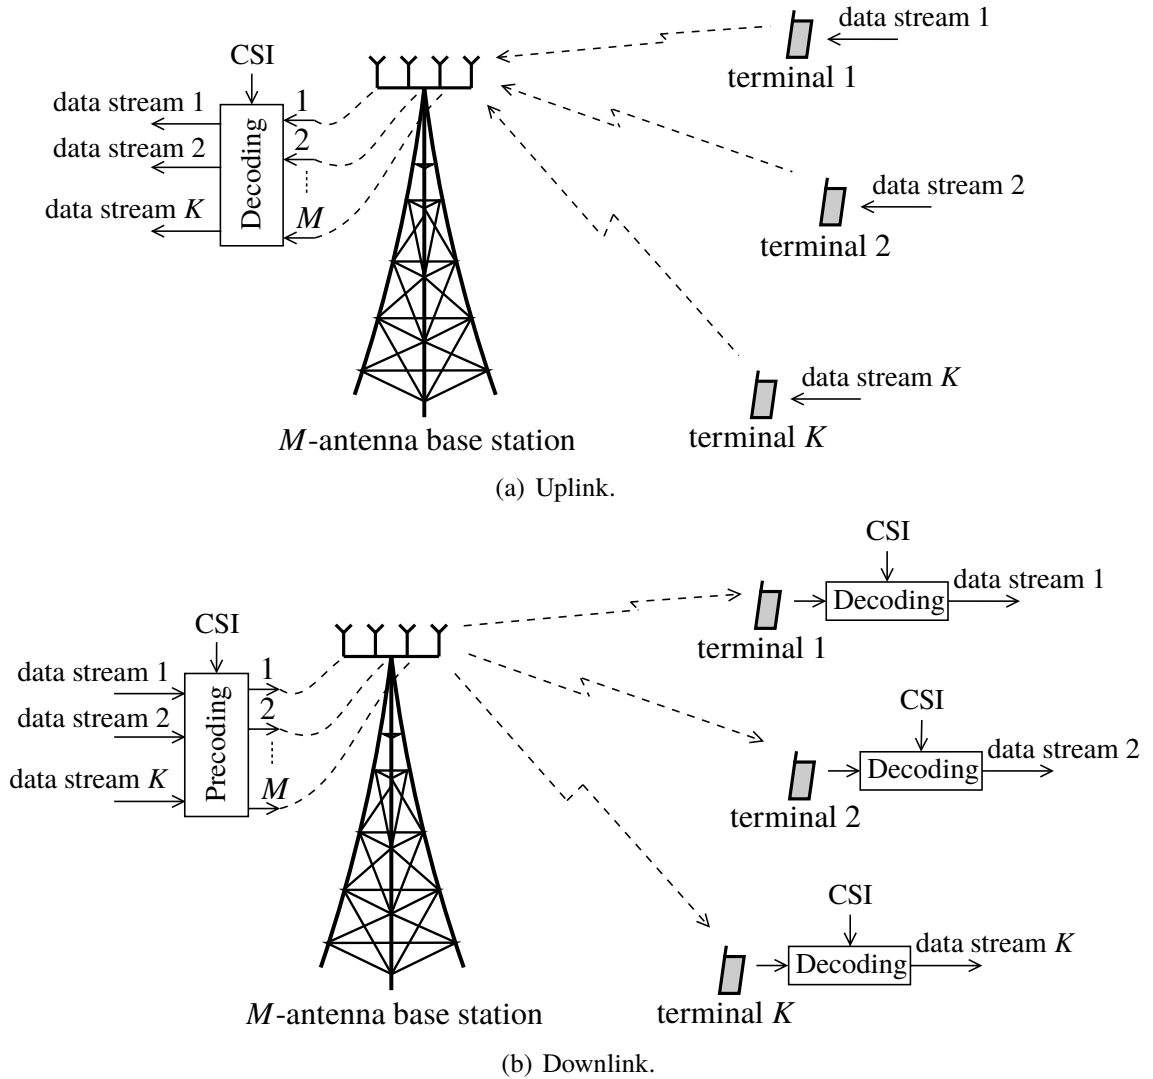 data stream 1
terminal 1
CSI
data stream 1
1
data stream 2
2
Decoding
data stream K
M
data stream 2
terminal 2
data stream K
terminal K
M-antenna base station
(a) Uplink.
CSI
Decoding
data stream 1
terminal 1
CSI
data stream 1
1
data stream 2
2
Precoding
data stream K
M
CSI
Decoding
data stream 2
terminal 2
CSI
Decoding
data stream K
terminal K
M-antenna base station
(b) Downlink.